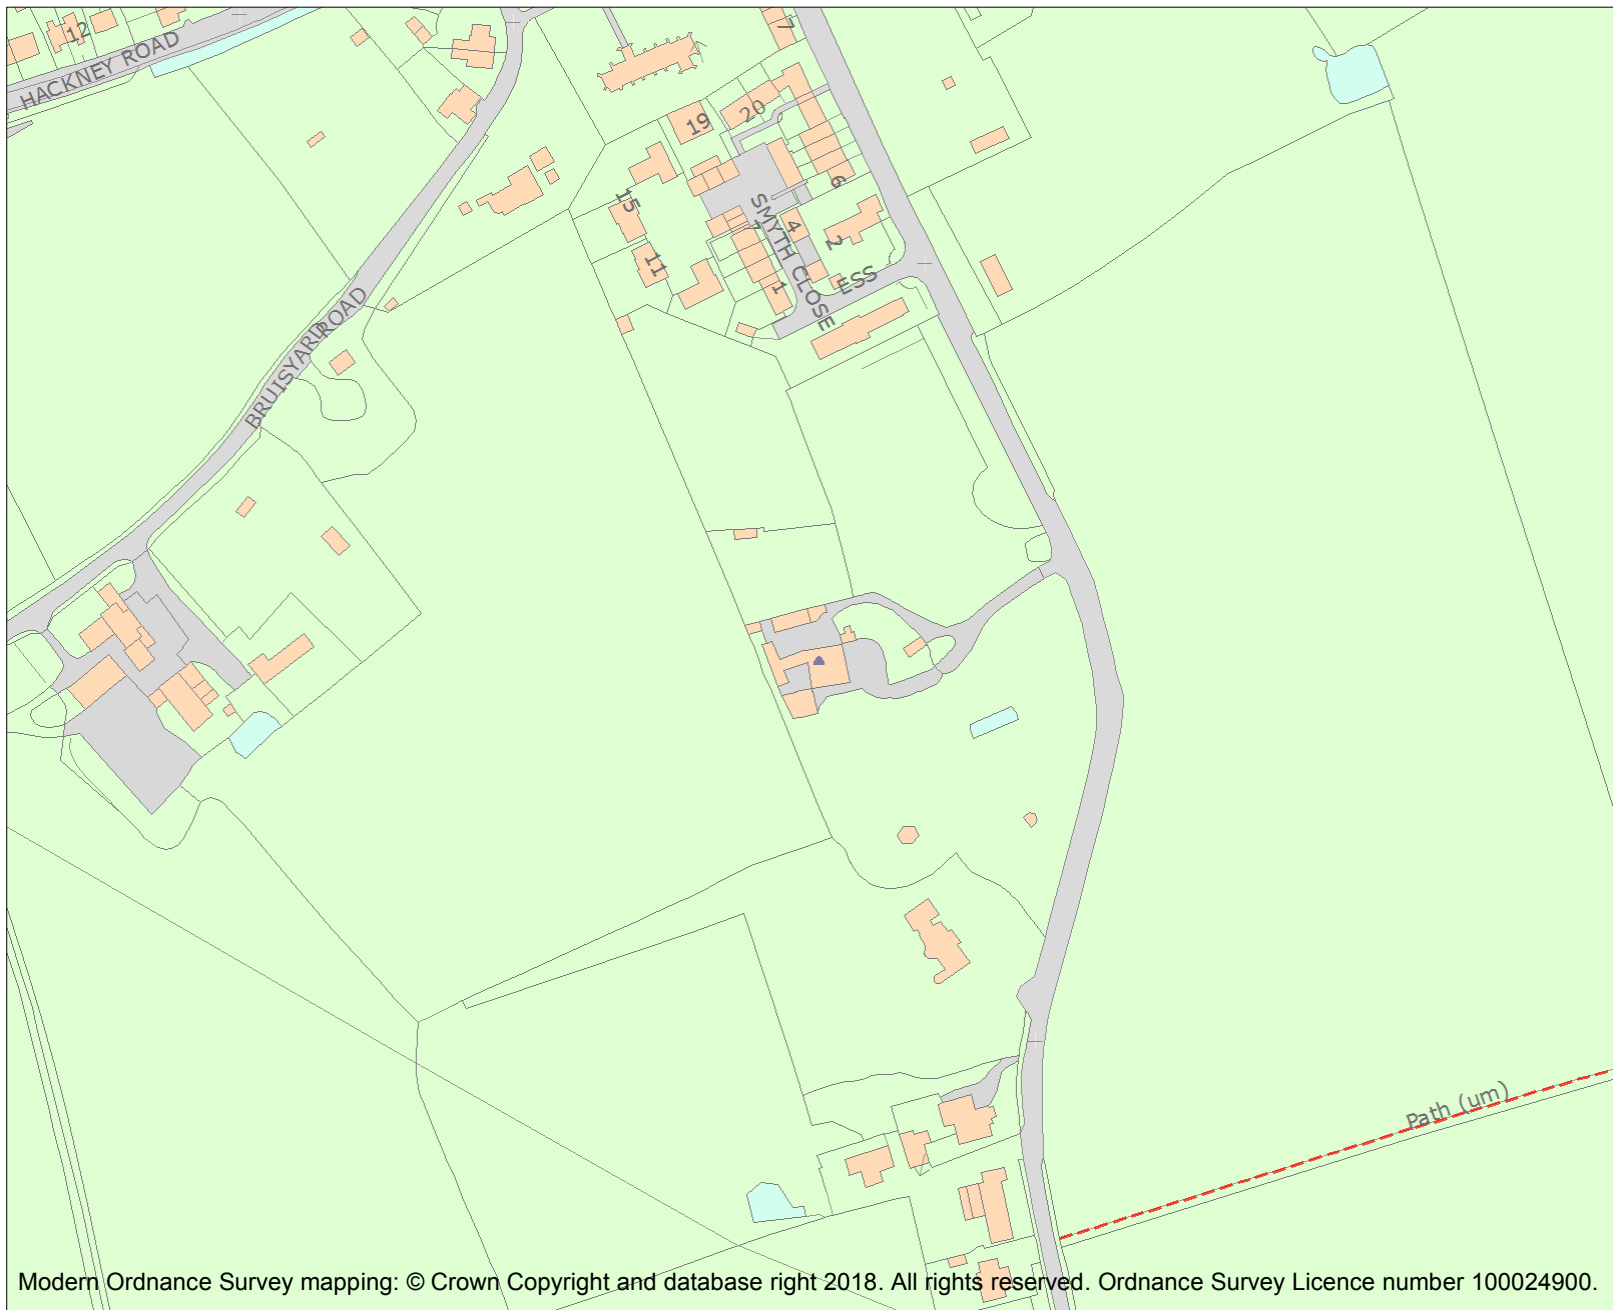 12
HACKNEY ROAD
7
19
20
15
6
SMYTH CLOSE
4
7
2
11
1
ESS
BRUISYARD ROAD
Path (um)
Modern Ordnance Survey mapping: © Crown Copyright and database right 2018. All rights reserved. Ordnance Survey Licence number 100024900.